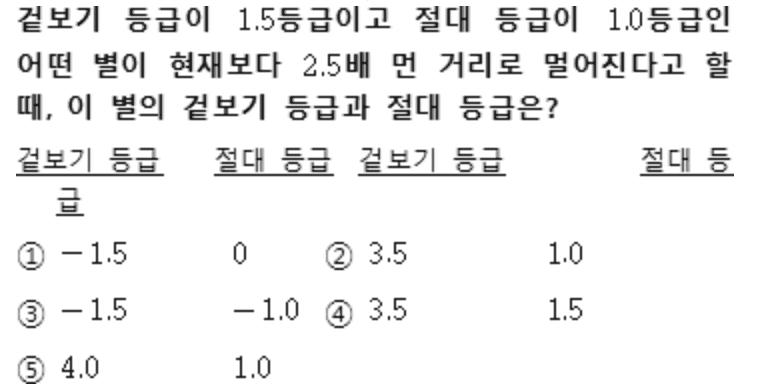 겉보기 등급이 1.5등급이고 절대 등급이 1.0등급인
어떤 별이 현재보다 2.5배 먼 거리로 멀어진다고 할
때, 이 별의 겉보기 등급과 절대 등급은?
겉보기 등급 절대 등급 겉보기 등급 절대 등
급
① －1.5 0 ② 3.5 1.0
③ －1.5 －1.0 ④ 3.5 1.5
⑤ 4.0 1.0